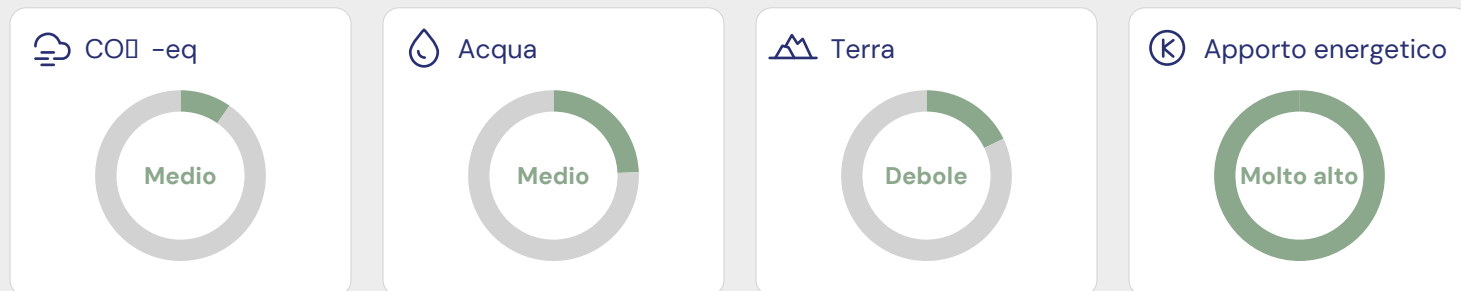 CO▯ -eq
Acqua
Terra
Apporto energetico
Medio
Medio
Debole
Molto alto